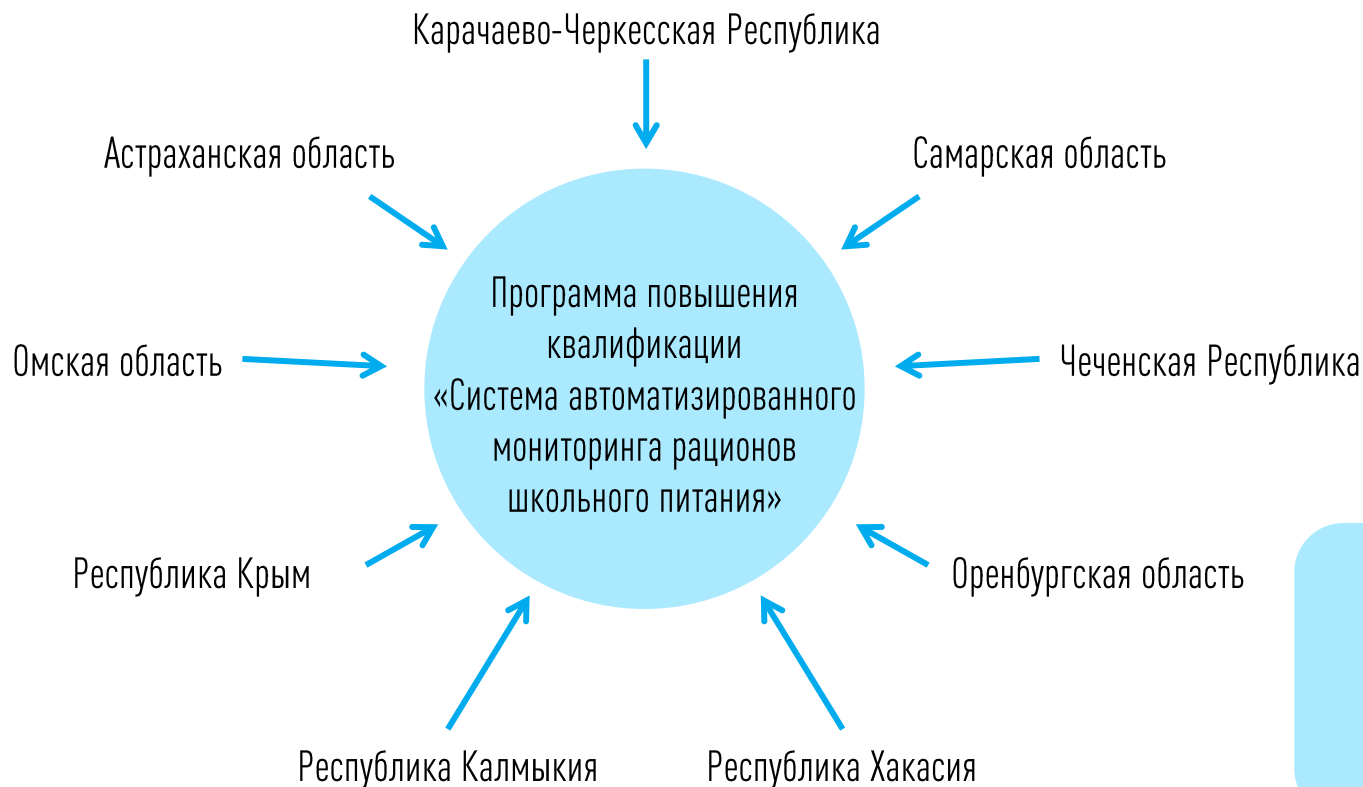 Карачаево-Черкесская Республика
Астраханская область
Самарская область
Программа повышения
квалификации
«Система автоматизированного
мониторинга рационов
школьного питания»
Омская область
Чеченская Республика
Республика Крым
Оренбургская область
Республика Калмыкия
Республика Хакасия